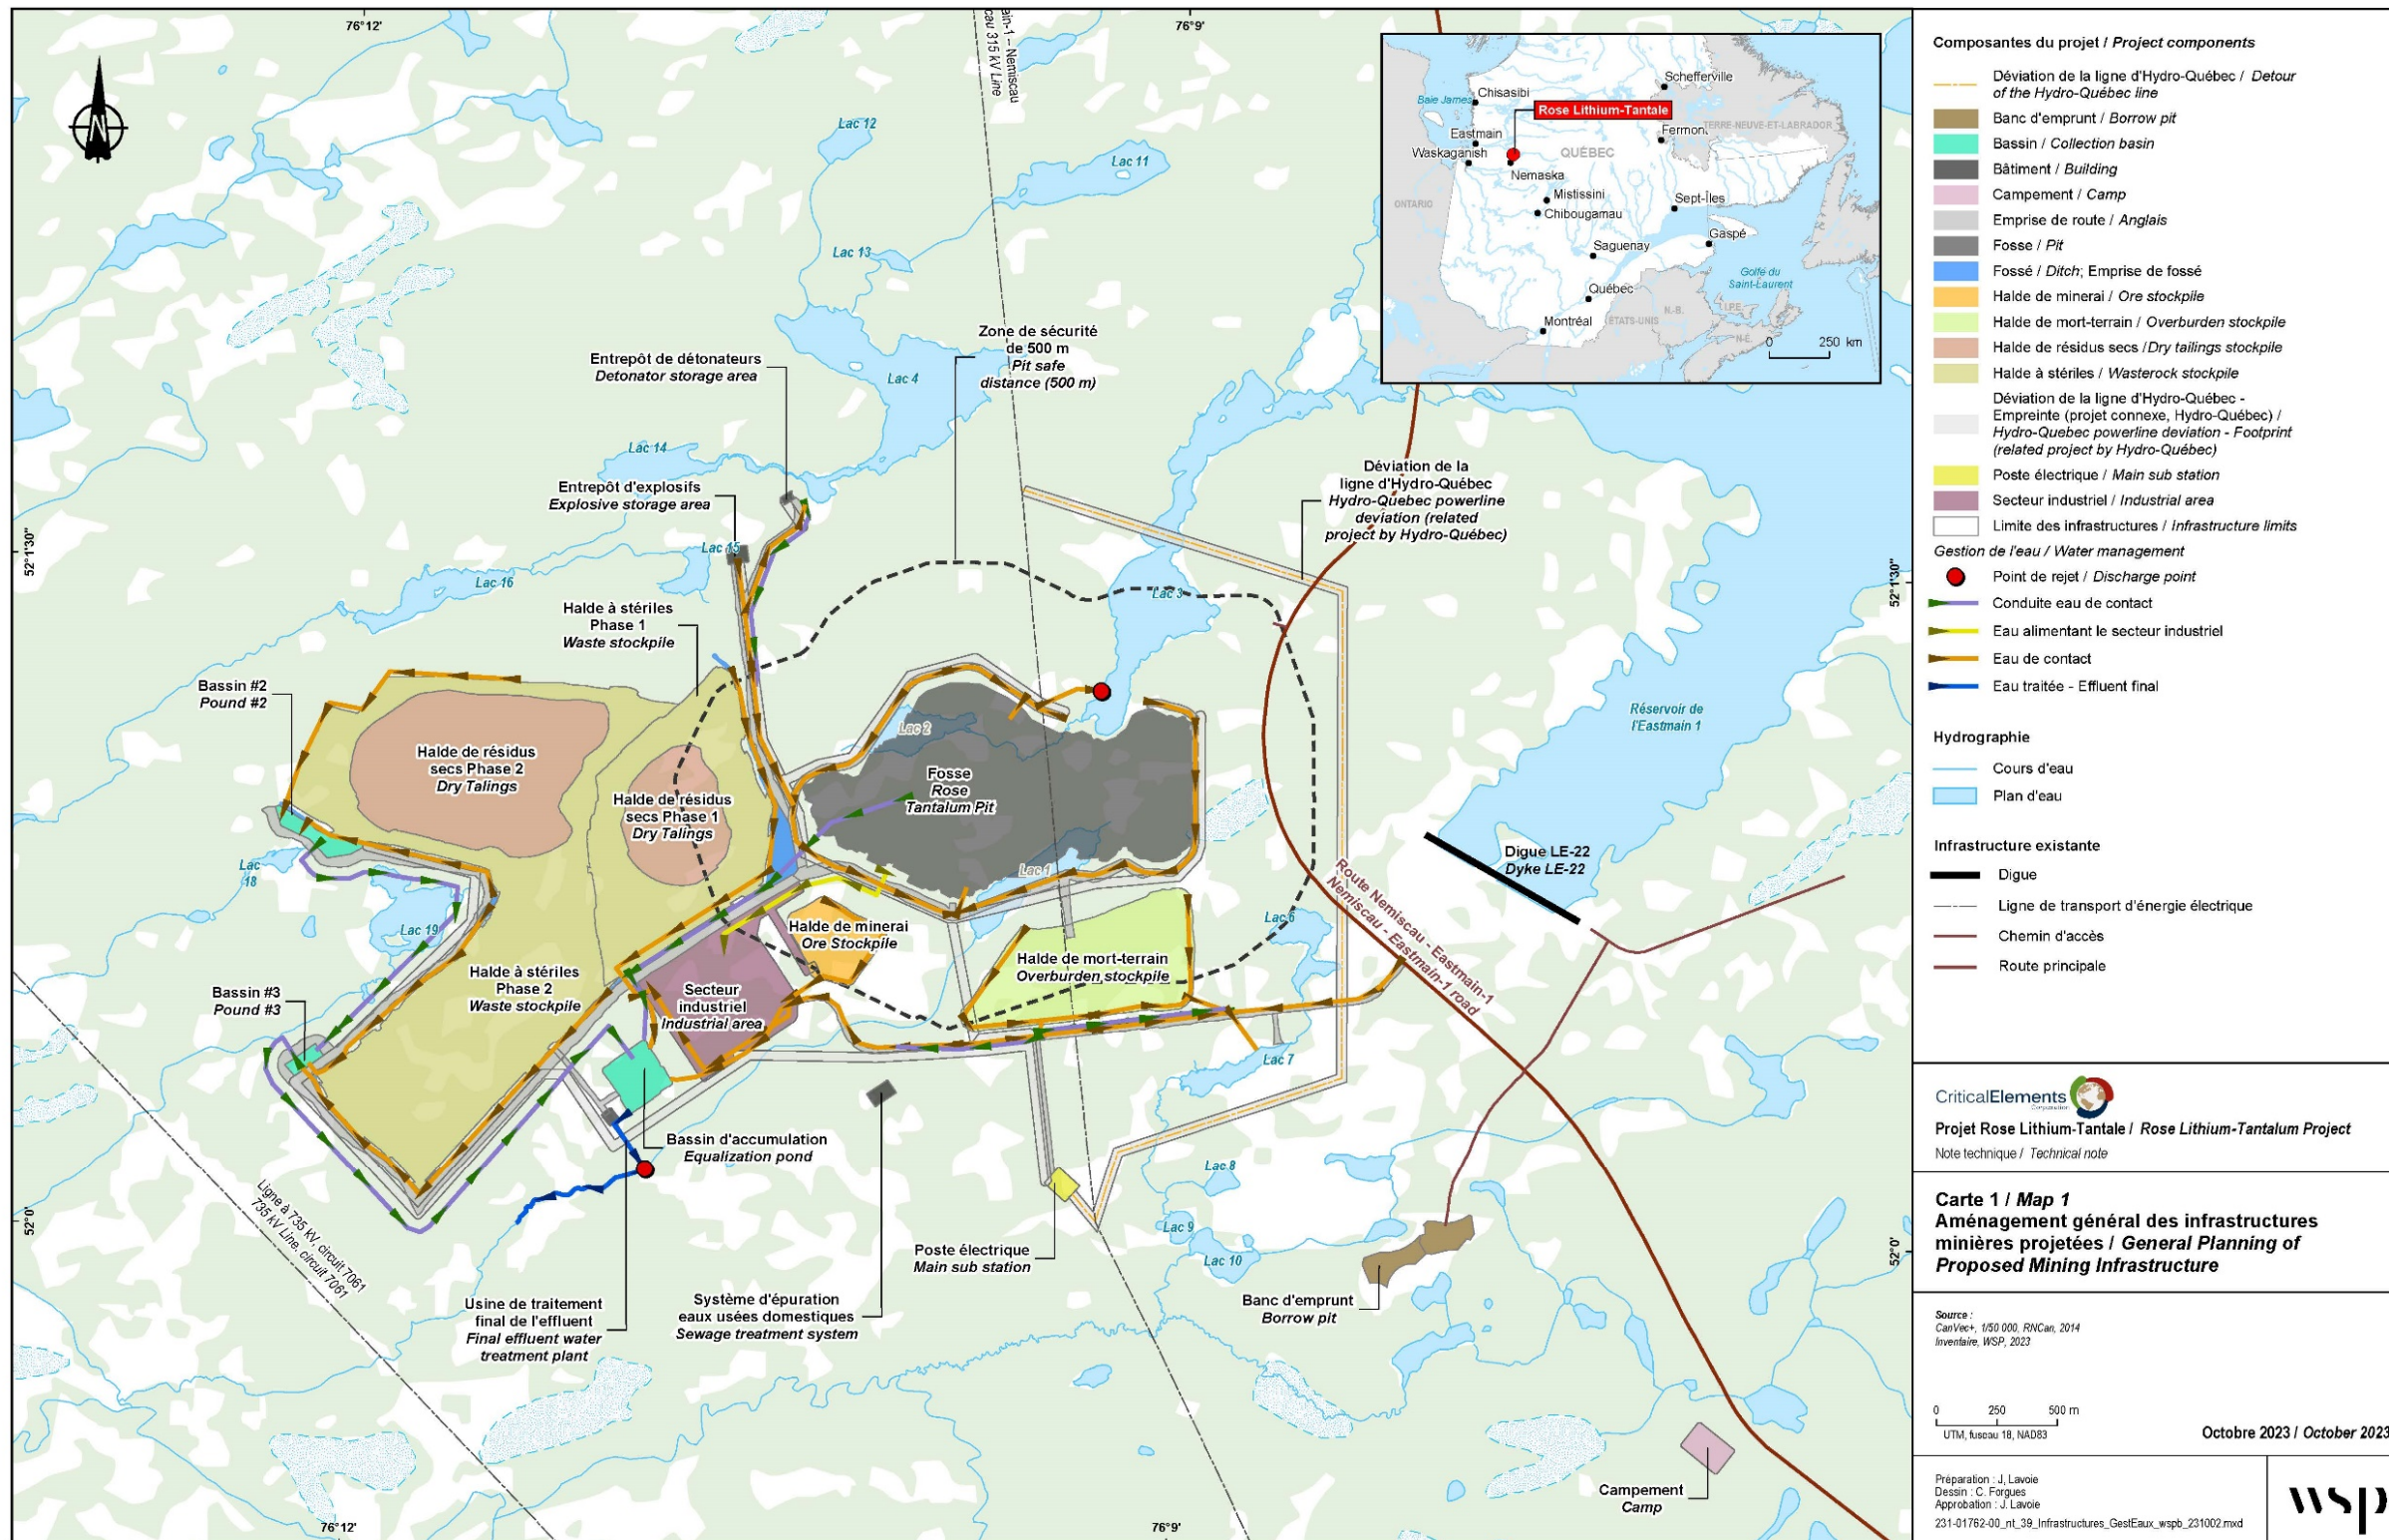 76°12'
76°9'
ain-1 - Nemiscau
cau 315 kV Line
N
Lac 12
Lac 11
Lac 13
Zone de sécurité
de 500 m
Pit safe
distance (500 m)
Entrepôt de détonateurs
Detonator storage area
Lac 4
Lac 14
Entrepôt d'explosifs
Explosive storage area
Déviation de la
ligne d'Hydro-Québec
Hydro-Quebec powerline
deviation (related
project by Hydro-Québec)
52°1'30"
52°1'30"
Lac 15
Lac 16
Lac 3
Halde à stériles
Phase 1
Waste stockpile
Bassin #2
Pound #2
Réservoir de
l'Eastmain 1
Lac 2
Halde de résidus
secs Phase 2
Dry Talings
Fosse
Rose
Tantalum Pit
Halde de résidus
secs Phase 1
Dry Talings
Lac
18
Lac 1
Digue LE-22
Dyke LE-22
Route Nemiscau - Eastmain-1
Nemiscau - Eastmain-1 road
Lac 6
Lac 19
Halde de minerai
Ore Stockpile
Halde de mort-terrain
Overburden stockpile
Halde à stériles
Phase 2
Waste stockpile
Secteur
industriel
Industrial area
Bassin #3
Pound #3
Lac 7
Bassin d'accumulation
Equalization pond
Lac 8
Lac 9
Lac 10
Ligne à 735 kV, circuit 7061
735 kV Line, circuit 7061
52°0'
52°0'
Poste électrique
Main sub station
Usine de traitement
final de l'effluent
Final effluent water
treatment plant
Système d'épuration
eaux usées domestiques
Sewage treatment system
Banc d'emprunt
Borrow pit
Campement
Camp
76°12'
76°9'
Schefferville
Baie James
Chisasibi
Rose Lithium-Tantale
TERRE-NEUVE-ET-LABRADOR
Eastmain
Fermont
Waskaganish
QUÉBEC
Nemaska
Mistissini
Sept-Îles
ONTARIO
Chibougamau
Gaspé
Saguenay
Golfe du
Saint-Laurent
Québec
Î.P.É.
N.-B.
ÉTATS-UNIS
Montréal
N.-É.
0 250 km
Composantes du projet / Project components
Déviation de la ligne d'Hydro-Québec / Detour
of the Hydro-Québec line
Banc d'emprunt / Borrow pit
Bassin / Collection basin
Bâtiment / Building
Campement / Camp
Emprise de route / Anglais
Fosse / Pit
Fossé / Ditch; Emprise de fossé
Halde de minerai / Ore stockpile
Halde de mort-terrain / Overburden stockpile
Halde de résidus secs /Dry tailings stockpile
Halde à stériles / Wasterock stockpile
Déviation de la ligne d'Hydro-Québec -
Empreinte (projet connexe, Hydro-Québec) /
Hydro-Quebec powerline deviation - Footprint
(related project by Hydro-Québec)
Poste électrique / Main sub station
Secteur industriel / Industrial area
Limite des infrastructures / Infrastructure limits
Gestion de l'eau / Water management
Point de rejet / Discharge point
Conduite eau de contact
Eau alimentant le secteur industriel
Eau de contact
Eau traitée - Effluent final
Hydrographie
Cours d'eau
Plan d'eau
Infrastructure existante
Digue
Ligne de transport d'énergie électrique
Chemin d'accès
Route principale
CriticalElements
Corporation
Projet Rose Lithium-Tantale / Rose Lithium-Tantalum Project
Note technique / Technical note
Carte 1 / Map 1
Aménagement général des infrastructures
minières projetées / General Planning of
Proposed Mining Infrastructure
Source :
CanVec+, 1/50 000, RNCan, 2014
Inventaire, WSP, 2023
0 250 500 m
UTM, fuseau 18, NAD83
Octobre 2023 / October 2023
Préparation : J, Lavoie
Dessin : C. Forgues
Approbation : J. Lavoie
231-01762-00_nt_39_Infrastructures_GestEaux_wspb_231002.mxd
wsp